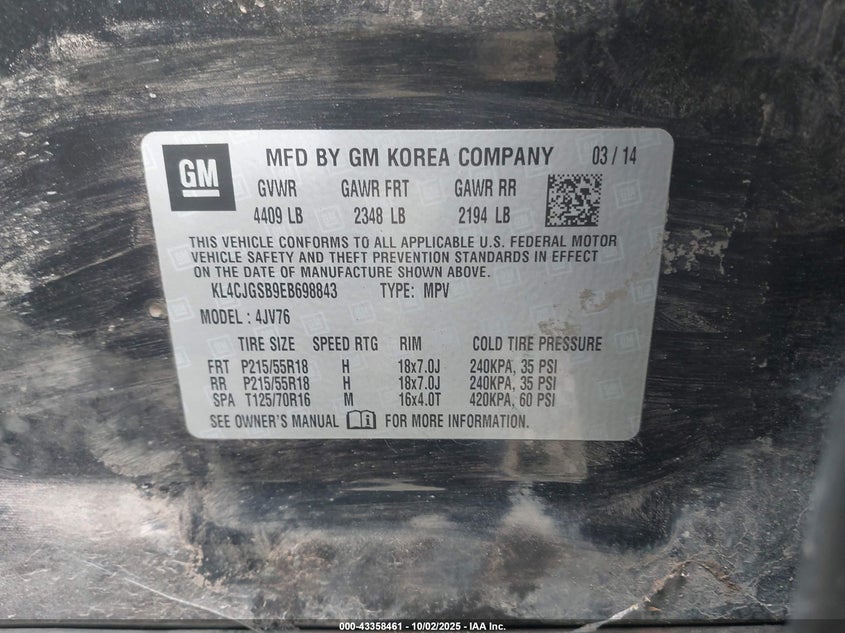 GM
MFD BY GM KOREA COMPANY 03 / 14
GVWR GAWR FRT GAWR RR
4409 LB 2348 LB 2194 LB
THIS VEHICLE CONFORMS TO ALL APPLICABLE U.S. FEDERAL MOTOR
VEHICLE SAFETY AND THEFT PREVENTION STANDARDS IN EFFECT
ON THE DATE OF MANUFACTURE SHOWN ABOVE.
KL4CJGSB9EB698843 TYPE: MPV
MODEL : 4JV76
TIRE SIZE SPEED RTG RIM COLD TIRE PRESSURE
FRT P215/55R18 H 18x7.0J 240KPA, 35 PSI
RR P215/55R18 H 18x7.0J 240KPA, 35 PSI
SPA T125/70R16 M 16x4.0T 420KPA, 60 PSI
SEE OWNER'S MANUAL FOR MORE INFORMATION.
000-43358461 - 10/02/2025 - IAA Inc.